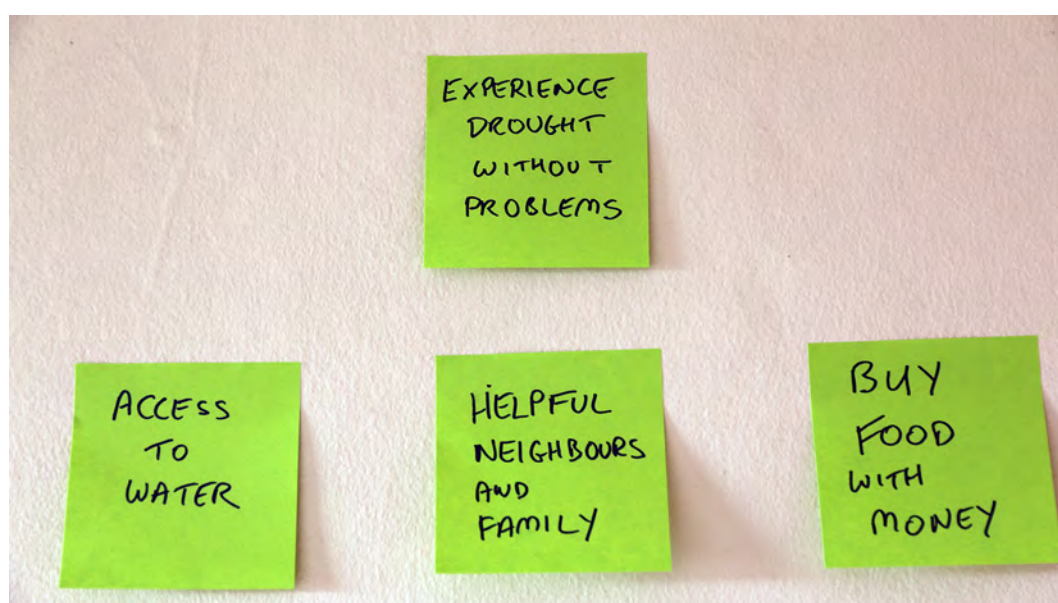 EXPERIENCE
DROUGHT
WITHOUT
PROBLEMS
ACCESS
TO
WATER
HELPFUL
NEIGHBOURS
AND
FAMILY
BUY
FOOD
WITH
MONEY